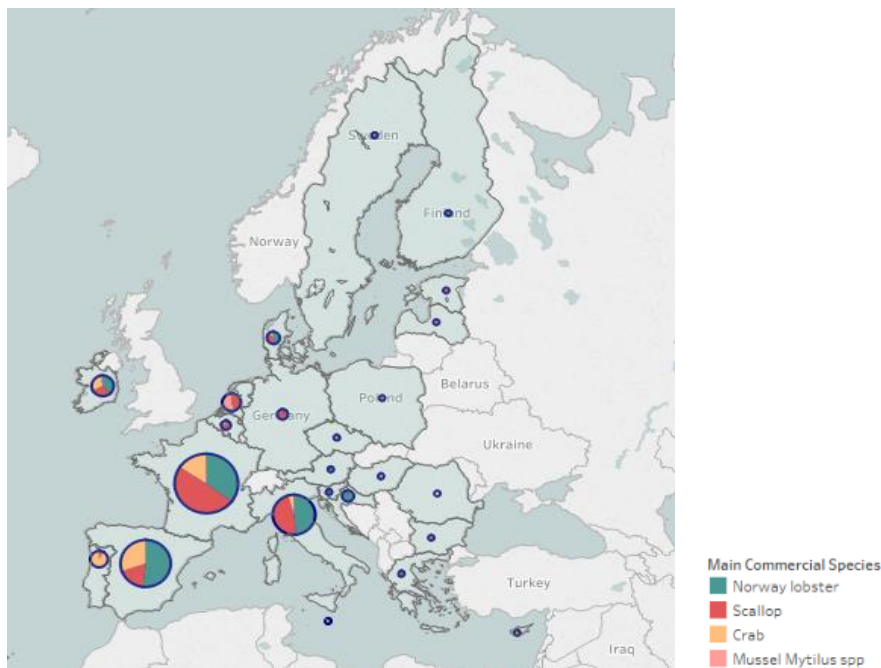 Sweden
Finland
Norway
Belarus
Germany
Poland
Ukraine
Turkey
Iraq
Main Commercial Species
Norway lobster
Scallop
Crab
Mussel Mytilus spp